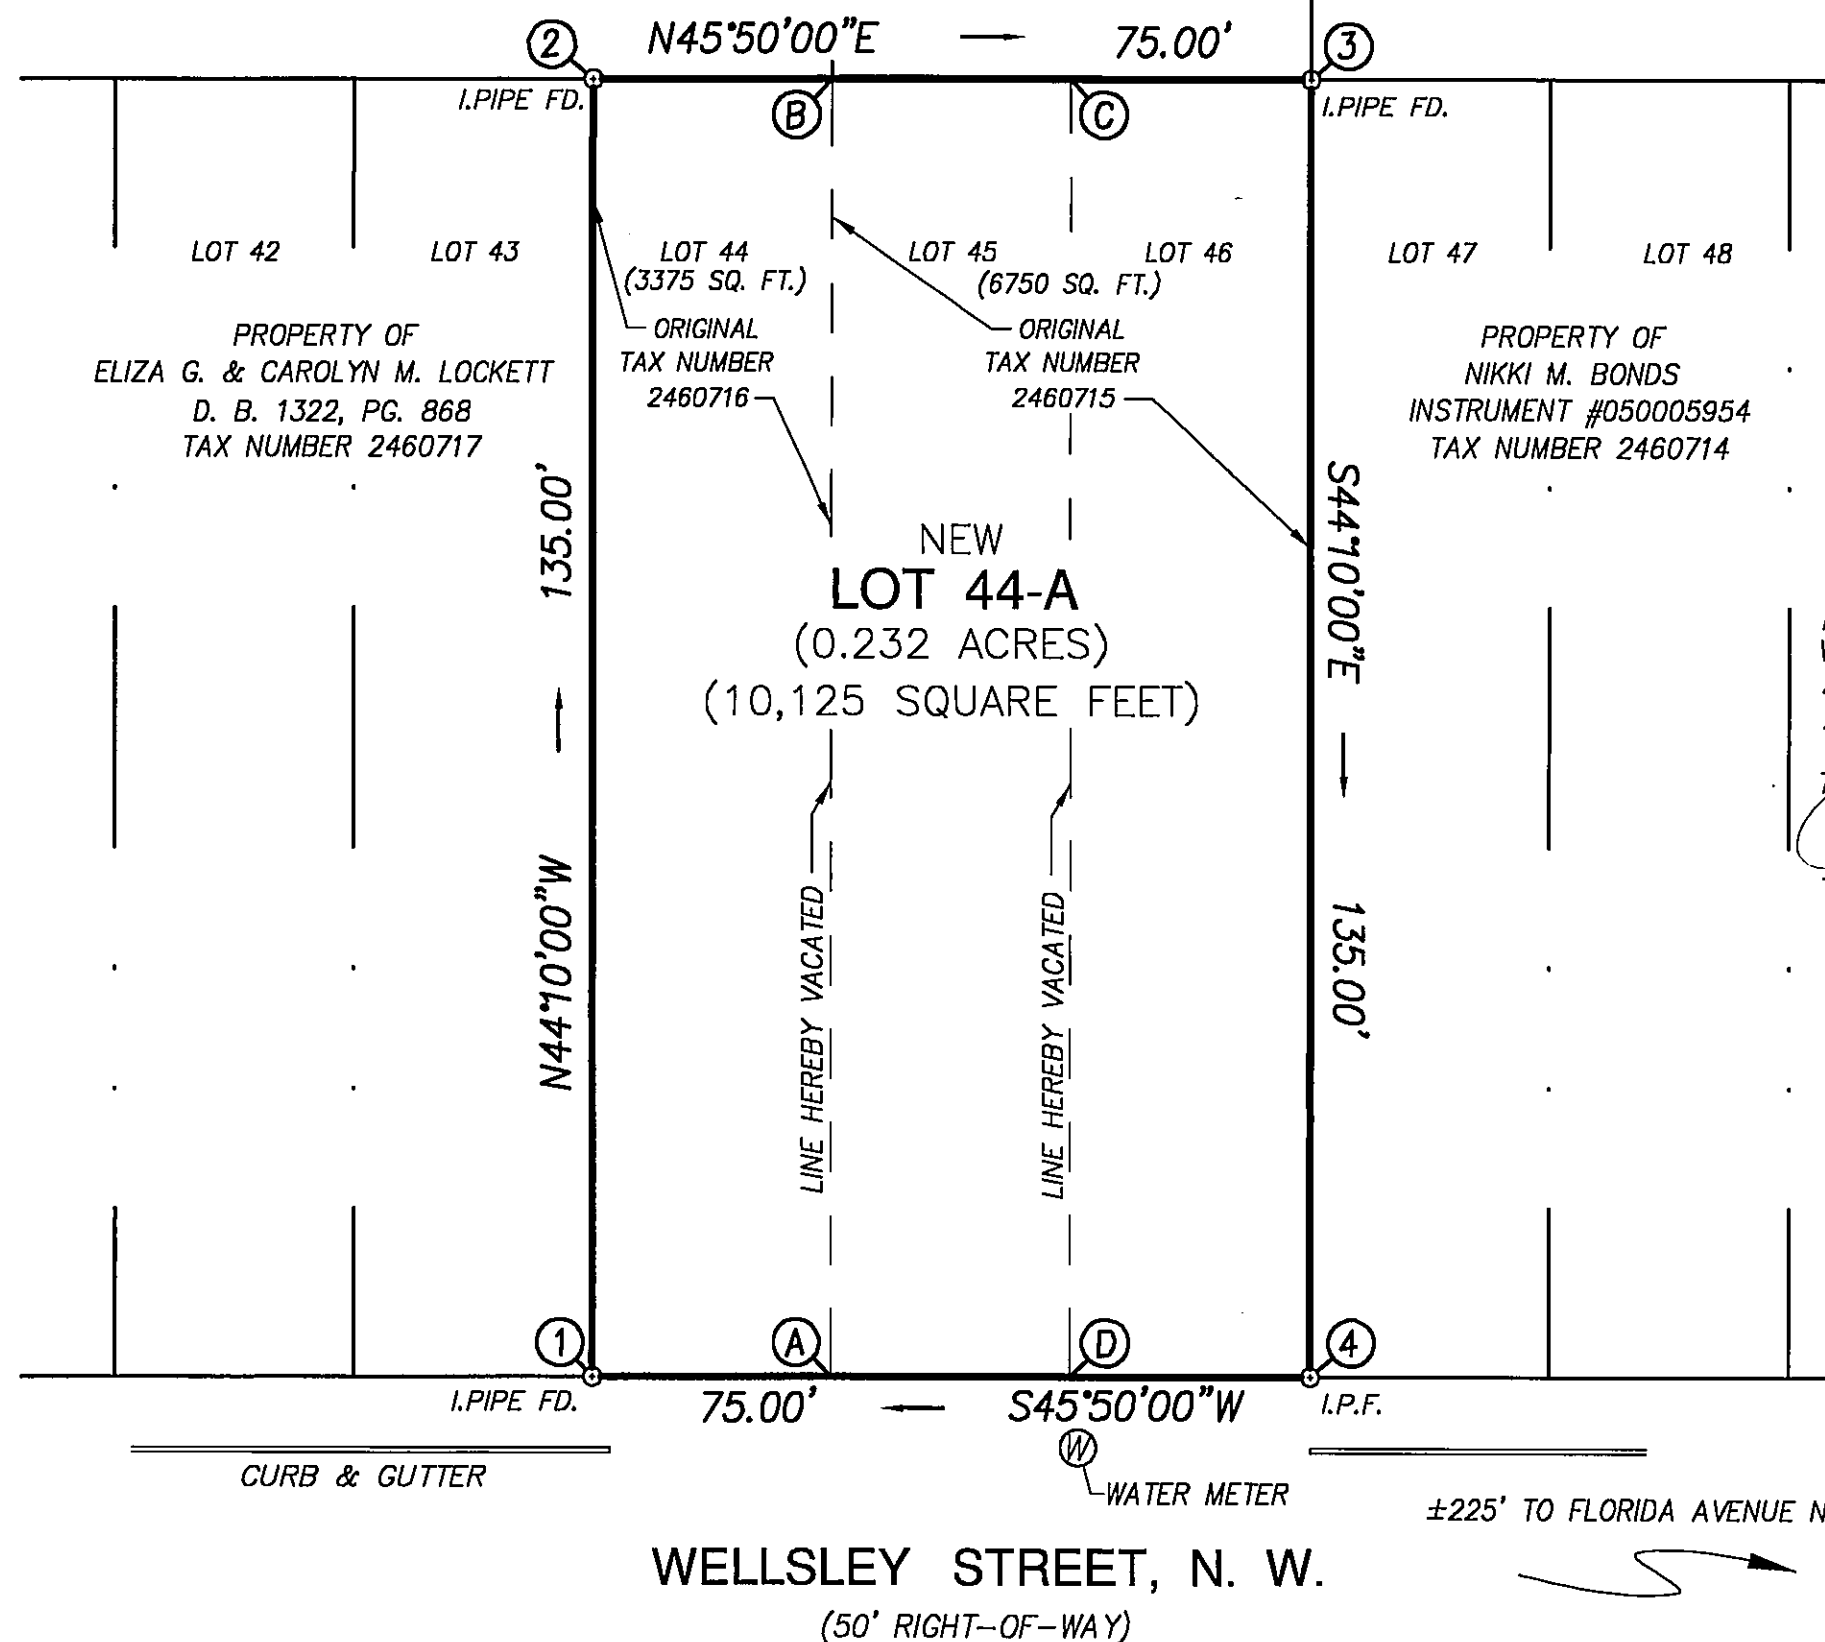 2 N45°50'00"E 75.00' 3
I.PIPE FD. B C I.PIPE FD.
LOT 42 LOT 43 LOT 44 LOT 45 LOT 46 LOT 47 LOT 48
(3375 SQ. FT.) (6750 SQ. FT.)
PROPERTY OF
ELIZA G. & CAROLYN M. LOCKETT
D. B. 1322, PG. 868
TAX NUMBER 2460717
ORIGINAL
TAX NUMBER
2460716
ORIGINAL
TAX NUMBER
2460715
PROPERTY OF
NIKKI M. BONDS
INSTRUMENT #050005954
TAX NUMBER 2460714
N44°10'00"W 135.00'
NEW
LOT 44-A
(0.232 ACRES)
(10,125 SQUARE FEET)
S44°10'00"E 135.00'
LINE HEREBY VACATED
LINE HEREBY VACATED
1 A D 4
I.PIPE FD. 75.00' S45°50'00"W I.P.F.
CURB & GUTTER
W
WATER METER
±225' TO FLORIDA AVENUE N
WELLSLEY STREET, N. W.
(50' RIGHT-OF-WAY)